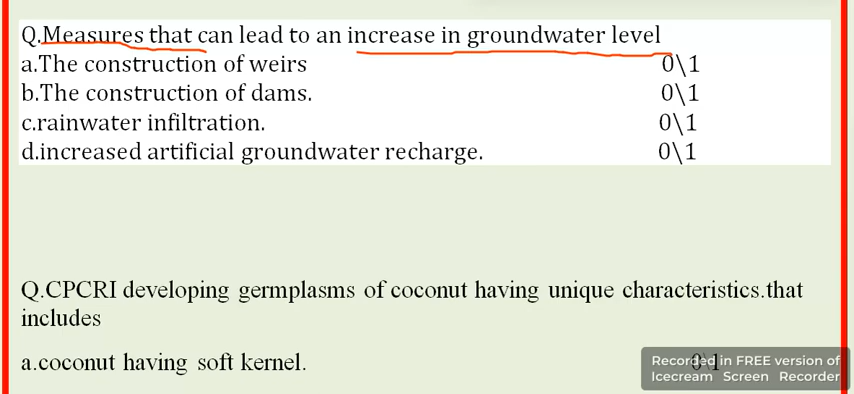 Q.Measures that can lead to an increase in groundwater level
a.The construction of weirs 0\1
b.The construction of dams. 0\1
c.rainwater infiltration. 0\1
d.increased artificial groundwater recharge. 0\1
Q.CPCRI developing germplasms of coconut having unique characteristics.that
includes
a.coconut having soft kernel. 0\1
Recorded in FREE version of
Icecream Screen Recorder